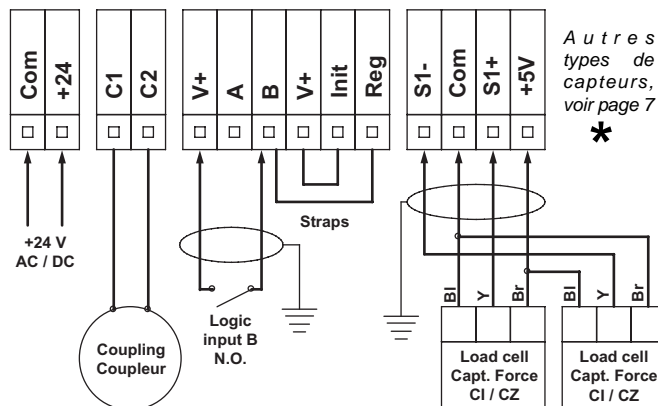 Com
+24
C1
C2
V+
A
B
V+
Init
Reg
S1-
Com
S1+
+5V
Autres
types de
capteurs,
voir page 7
*
+24 V
AC / DC
Straps
Logic
input B
N.O.
Coupling
Coupleur
Bl
Y
Br
Bl
Y
Br
Load cell
Capt. Force
CI / CZ
Load cell
Capt. Force
CI / CZ